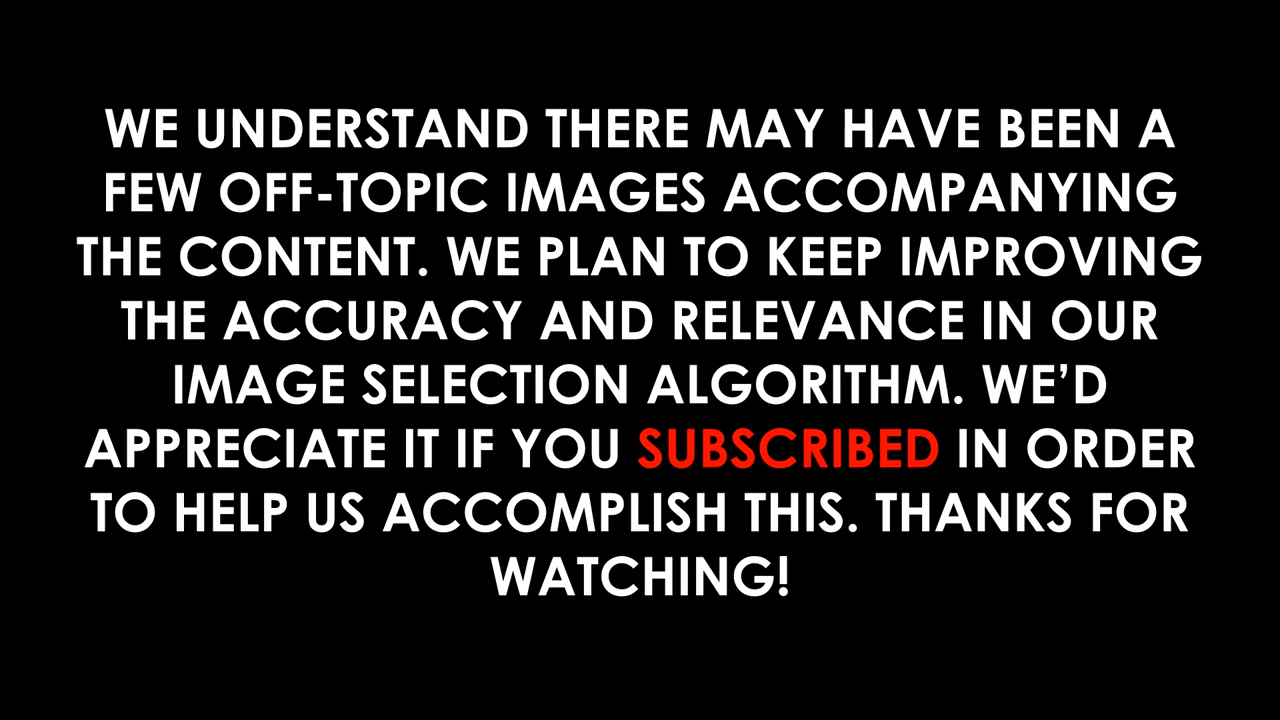 WE UNDERSTAND THERE MAY HAVE BEEN A
FEW OFF-TOPIC IMAGES ACCOMPANYING
THE CONTENT. WE PLAN TO KEEP IMPROVING
THE ACCURACY AND RELEVANCE IN OUR
IMAGE SELECTION ALGORITHM. WE’D
APPRECIATE IT IF YOU SUBSCRIBED IN ORDER
TO HELP US ACCOMPLISH THIS. THANKS FOR
WATCHING!